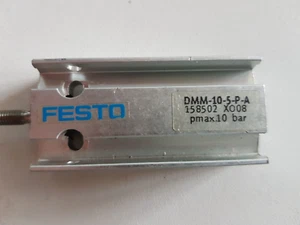 FESTO
DMM-10-5-P-A
158502 X008
pmax.10 bar